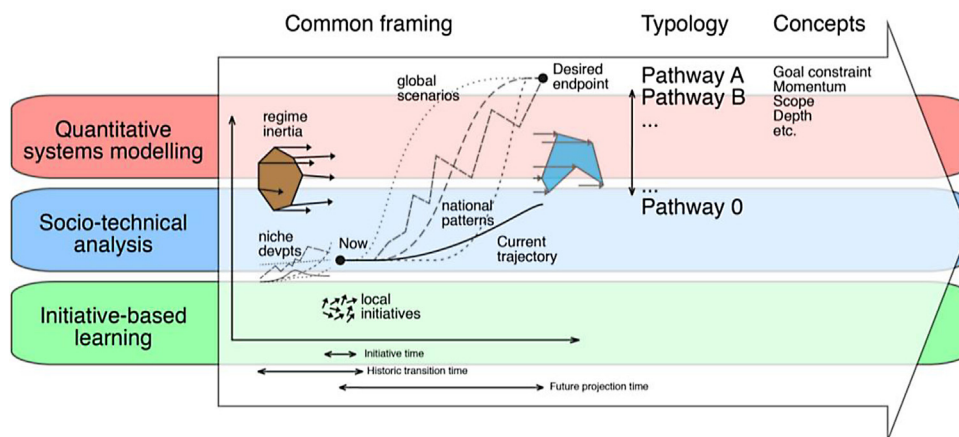 Common framing
Typology
Concepts
Quantitative
systems modelling
Socio-technical
analysis
Initiative-based
learning
regime
inertia
global
scenarios
Desired
endpoint
niche
devpts
Now
national
patterns
Current
trajectory
local
initiatives
Initiative time
Historic transition time
Future projection time
Pathway A
Pathway B
...
...
Pathway 0
Goal constraint
Momentum
Scope
Depth
etc.